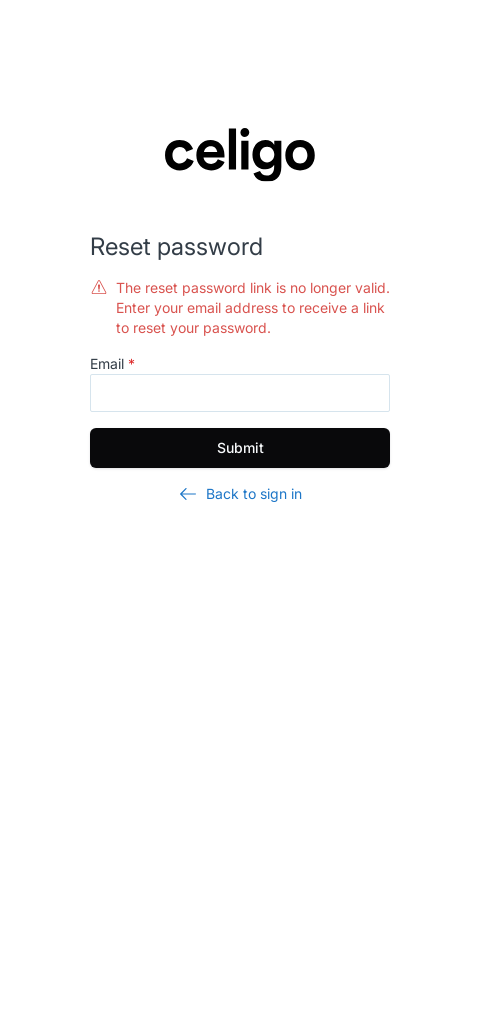 celigo
Reset password
The reset password link is no longer valid.
Enter your email address to receive a link
to reset your password.
Email *
Submit
Back to sign in